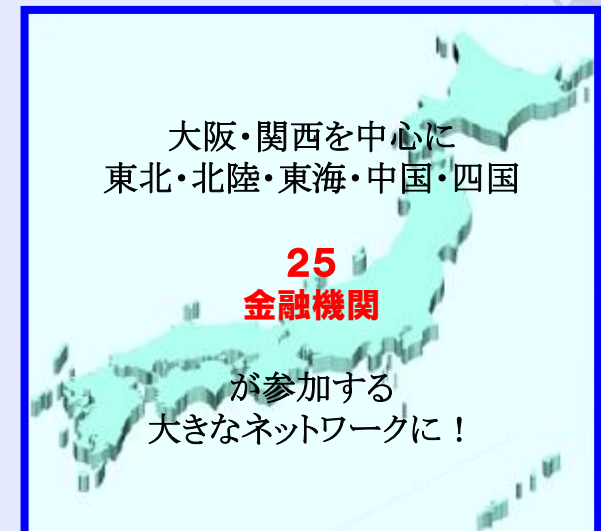 大阪・関西を中心に
東北・北陸・東海・中国・四国
25
金融機関
が参加する
大きなネットワークに！